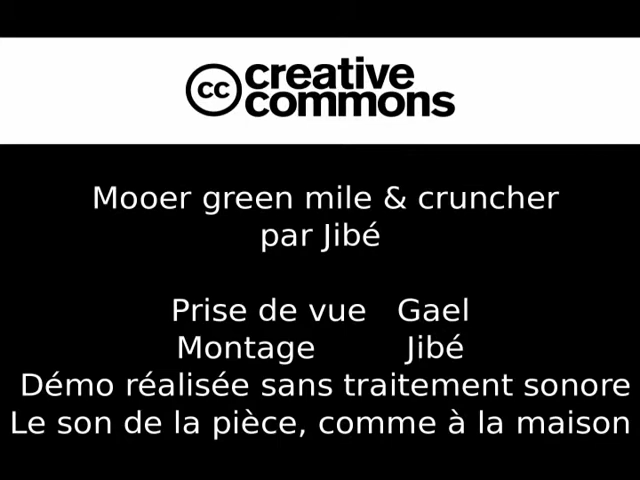 cc creative
commons
Mooer green mile & cruncher
par Jibé
Prise de vue Gael
Montage Jibé
Démo réalisée sans traitement sonore
Le son de la pièce, comme à la maison